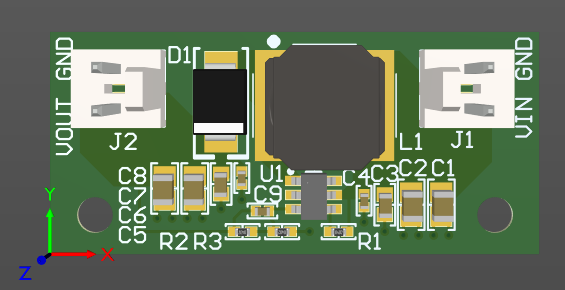 GND
D1
GND
VOUT
J2
L1
J1
VIN
C8
U1
C4 C3 C2 C1
C7
C9
C6
C5
R2 R3
R1
Y
X
Z